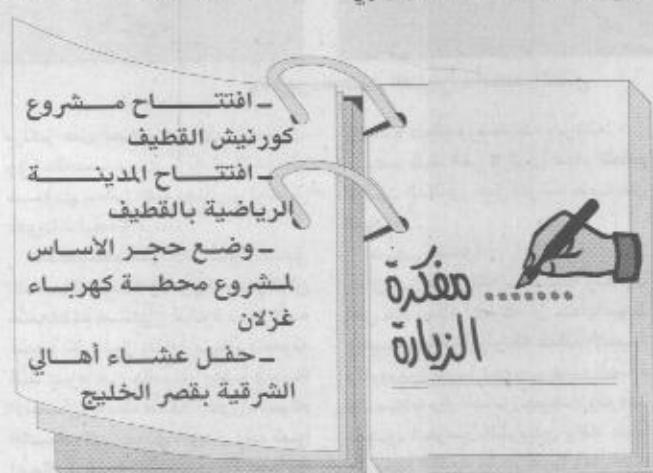 ـ افتتاح مشروع
كورنيش القطيف
ـ افتتاح المدينة
الرياضية بالقطيف
ـ وضع حجر الأساس
لمشروع محطة كهرباء
غزلان
ـ حفل عشاء أهالي
الشرقية بقصر الخليج
مفكرة ......
الزيارة